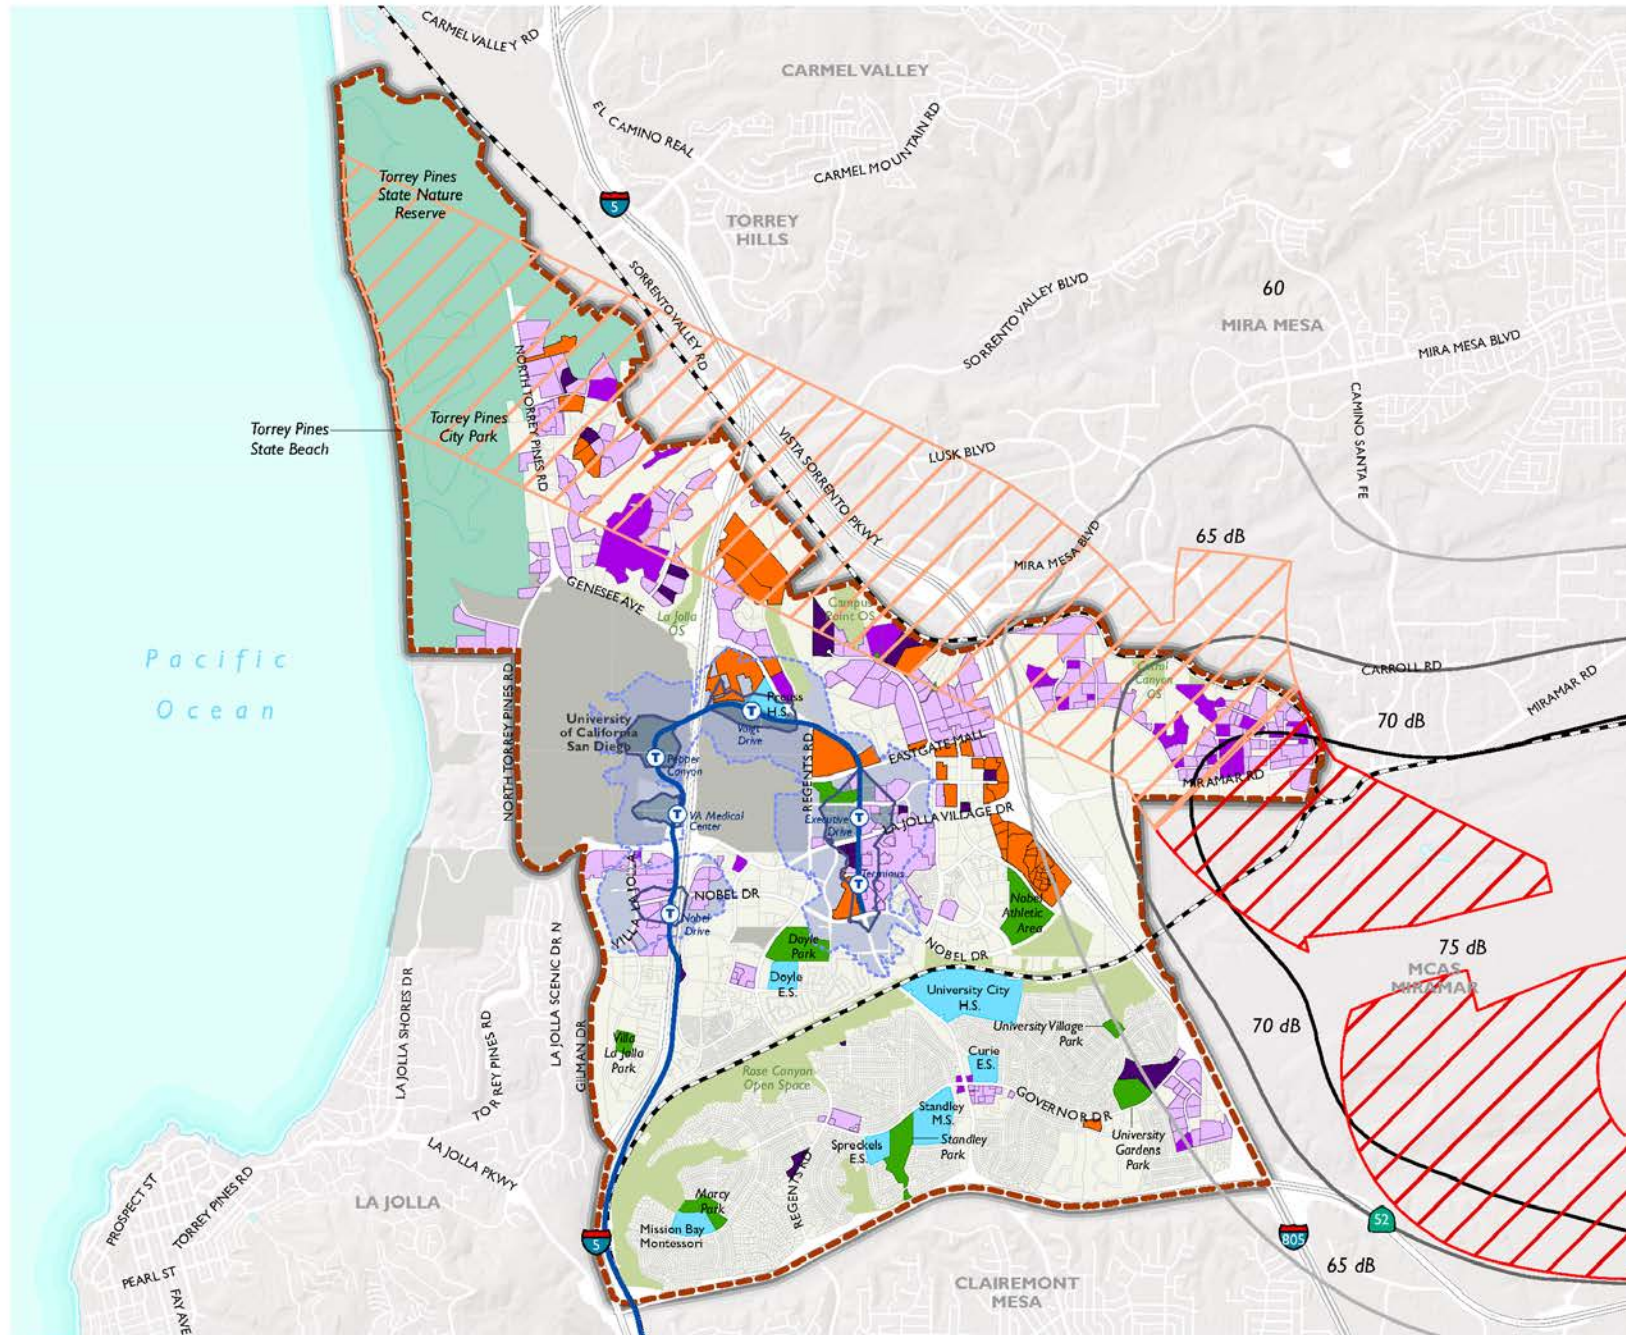 CARMEL VALLEY RD
CARMEL VALLEY
EL CAMINO REAL
CARMEL MOUNTAIN RD
Torrey Pines
State Nature
Reserve
5
TORREY
HILLS
SORRENTO VALLEY RD
SORRENTO VALLEY BLVD
60
MIRA MESA
MIRA MESA BLVD
NORTH TORREY PINES RD
CAMINO SANTA FE
Torrey Pines
State Beach
Torrey Pines
City Park
VISTA SORRENTO PKWY
LUSK BLVD
MIRA MESA BLVD
65 dB
GENESEE AVE
La Jolla
OS
Campus
Point OS
Pacific
Ocean
CARROLL RD
Canyon
OS
MIRAMAR RD
NORTH TORREY PINES RD
University
of California
San Diego
Preuss
H.S.
Voigt
Drive
70 dB
T
T
Pepper
Canyon
REGENTS RD
EASTGATE MALL
MIRAMAR RD
T
VA Medical
Center
Executive
Drive
T
LA JOLLA VILLAGE DR
VILLA LA JOLLA
NOBEL DR
Terminus
T
T
Nobel
Drive
Nobel
Athletic
Area
Doyle
Park
NOBEL DR
75 dB
MCAS
MIRAMAR
Doyle
E.S.
University City
H.S.
LA JOLLA SHORES DR
TORREY PINES RD
LA JOLLA SCENIC DR N
GILMAN DR
Villa
La Jolla
Park
University Village
Park
70 dB
Rose Canyon
Open Space
Curie
E.S.
GOVERNOR DR
Standley
M.S.
Spreckels
E.S.
Standley
Park
University
Gardens
Park
LA JOLLA PKWY
REGENTS RD
PROSPECT ST
TORREY PINES RD
LA JOLLA
Marcy
Park
Mission Bay
Montessori
5
52
805
65 dB
PEARL ST
FAY AVE
CLAIREMONT
MESA